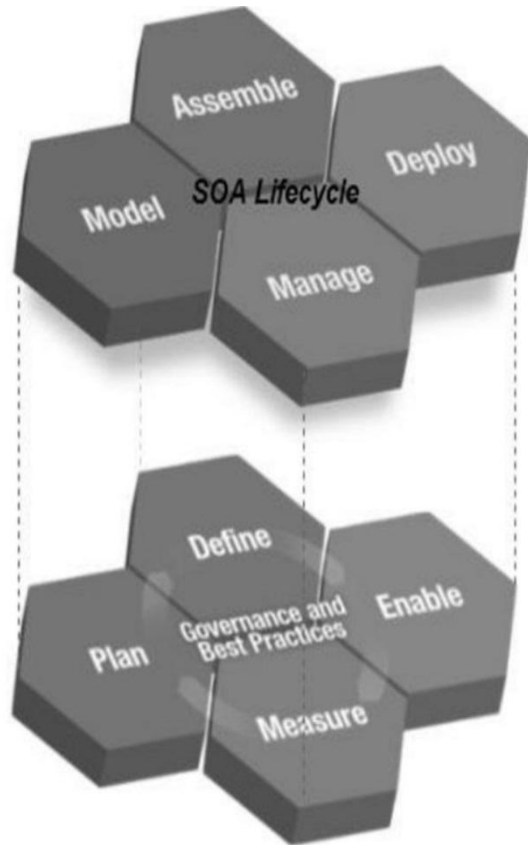 Assemble
Deploy
Model
SOA Lifecycle
Manage
Define
Enable
Plan
Governance and
Best Practices
Measure